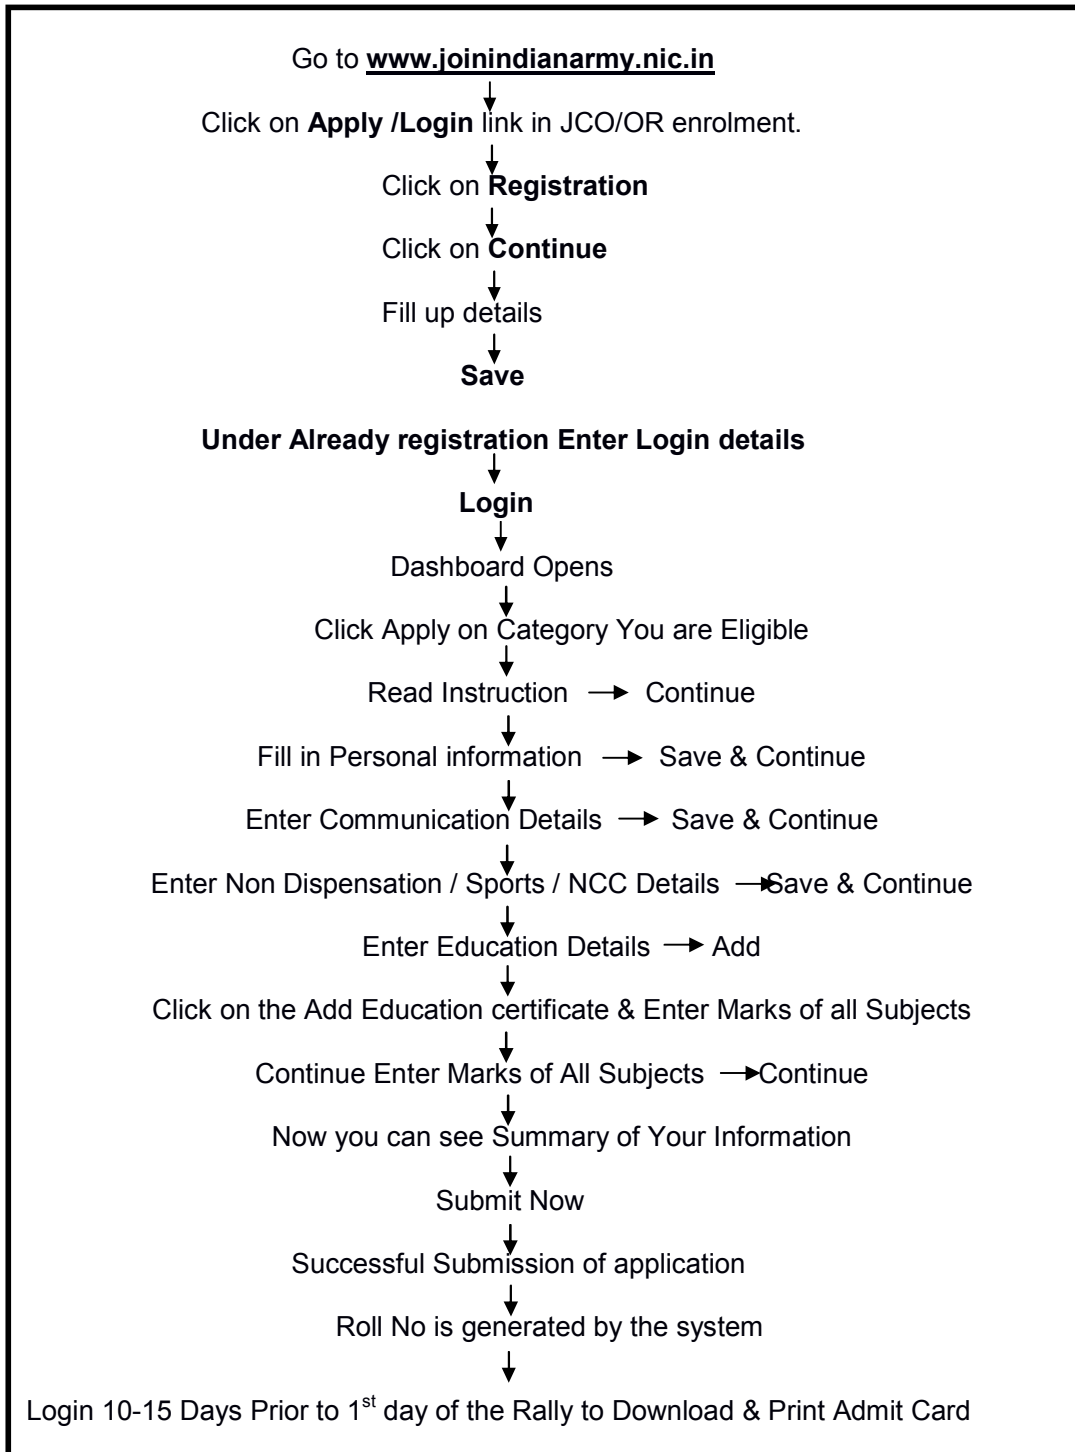 Go to www.joinindianarmy.nic.in
Click on Apply /Login link in JCO/OR enrolment.
Click on Registration
Click on Continue
Fill up details
Save
Under Already registration Enter Login details
Login
Dashboard Opens
Click Apply on Category You are Eligible
Read Instruction → Continue
Fill in Personal information → Save & Continue
Enter Communication Details → Save & Continue
Enter Non Dispensation / Sports / NCC Details → Save & Continue
Enter Education Details → Add
Click on the Add Education certificate & Enter Marks of all Subjects
Continue Enter Marks of All Subjects → Continue
Now you can see Summary of Your Information
Submit Now
Successful Submission of application
Roll No is generated by the system
Login 10-15 Days Prior to 1st day of the Rally to Download & Print Admit Card